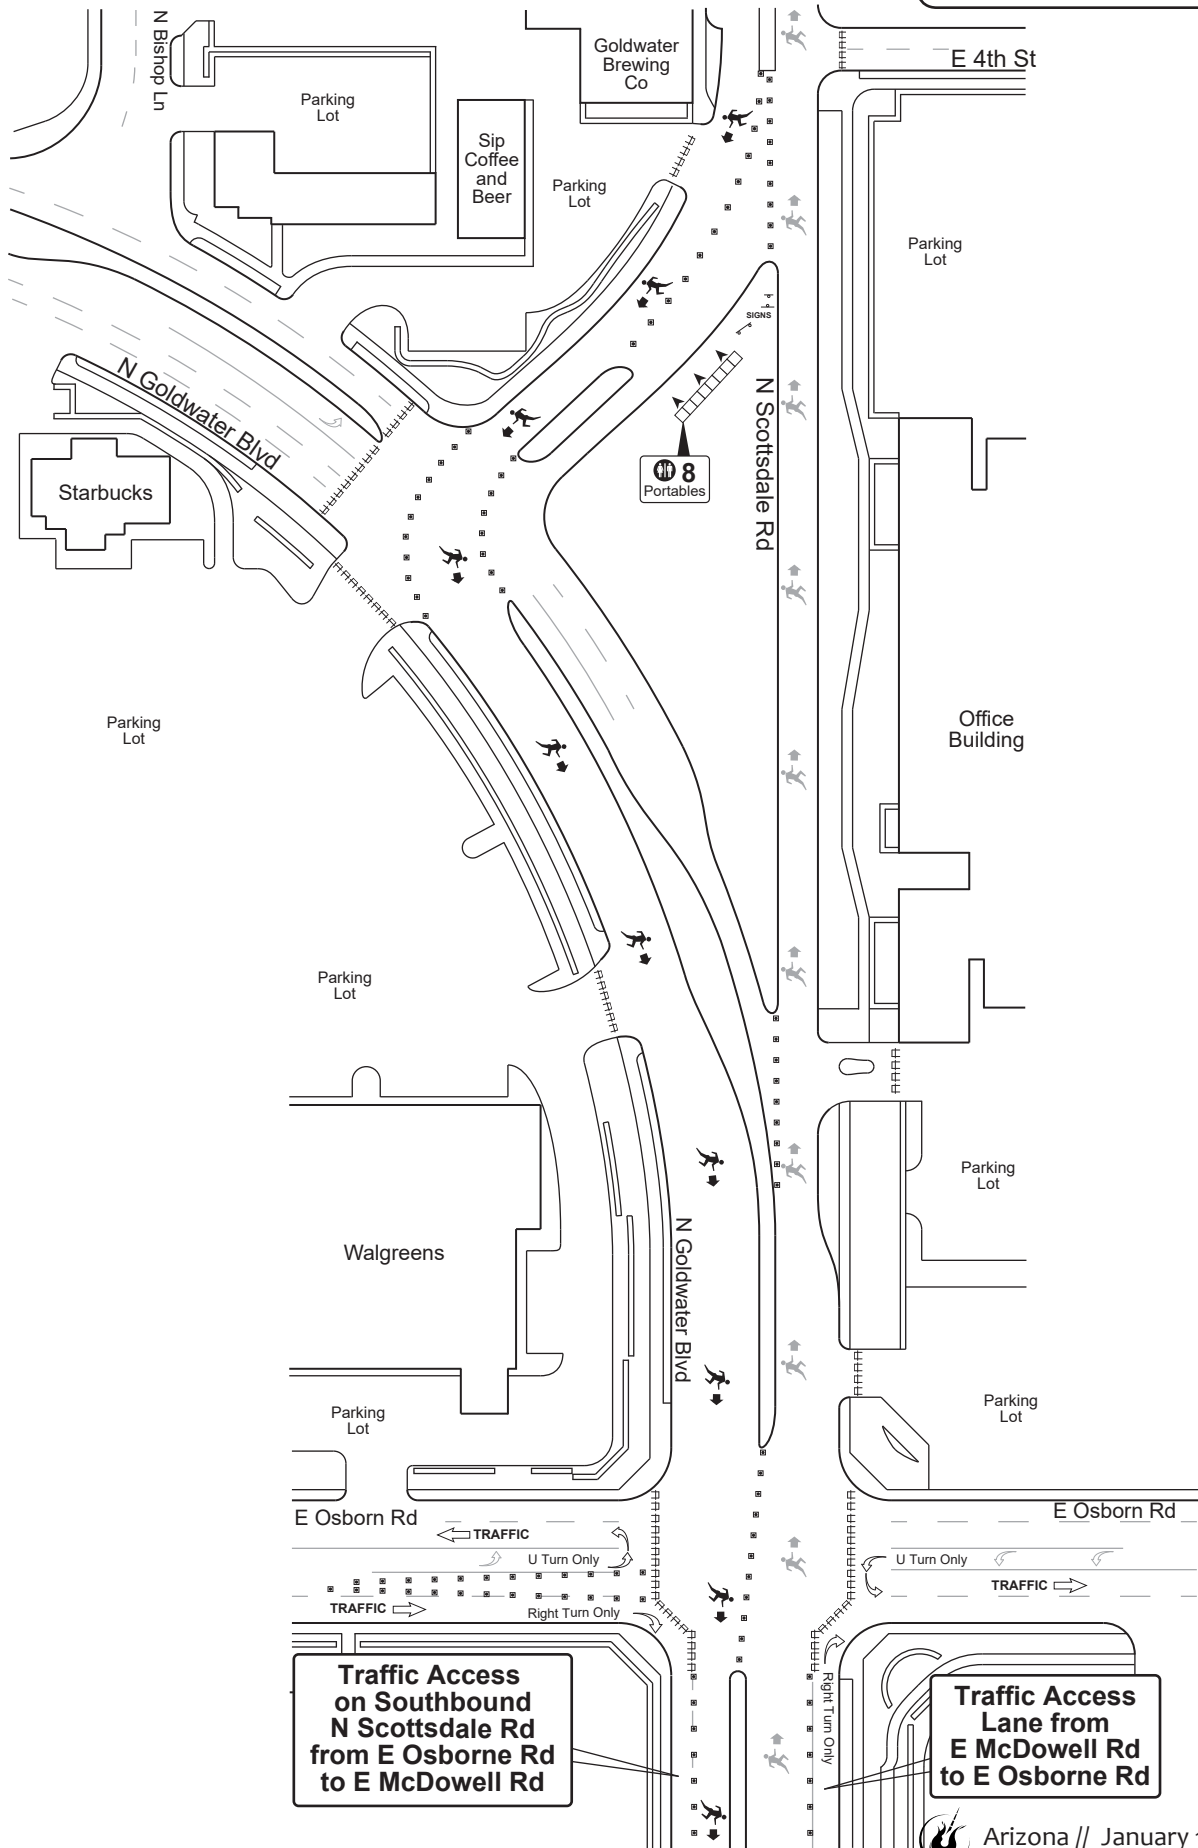 N Bishop Ln
Goldwater
Brewing
Co
E 4th St
Parking
Lot
Sip
Coffee
and
Beer
Parking
Lot
Parking
Lot
SIGNS
N Goldwater Blvd
N Scottsdale Rd
8
Portables
Starbucks
Parking
Lot
Office
Building
Parking
Lot
Parking
Lot
Walgreens
N Goldwater Blvd
Parking
Lot
Parking
Lot
E Osborn Rd
E Osborn Rd
TRAFFIC
U Turn Only
U Turn Only
TRAFFIC
TRAFFIC
Right Turn Only
Right Turn Only
Traffic Access
on Southbound
N Scottsdale Rd
from E Osborne Rd
to E McDowell Rd
Traffic Access
Lane from
E McDowell Rd
to E Osborne Rd
Arizona // January